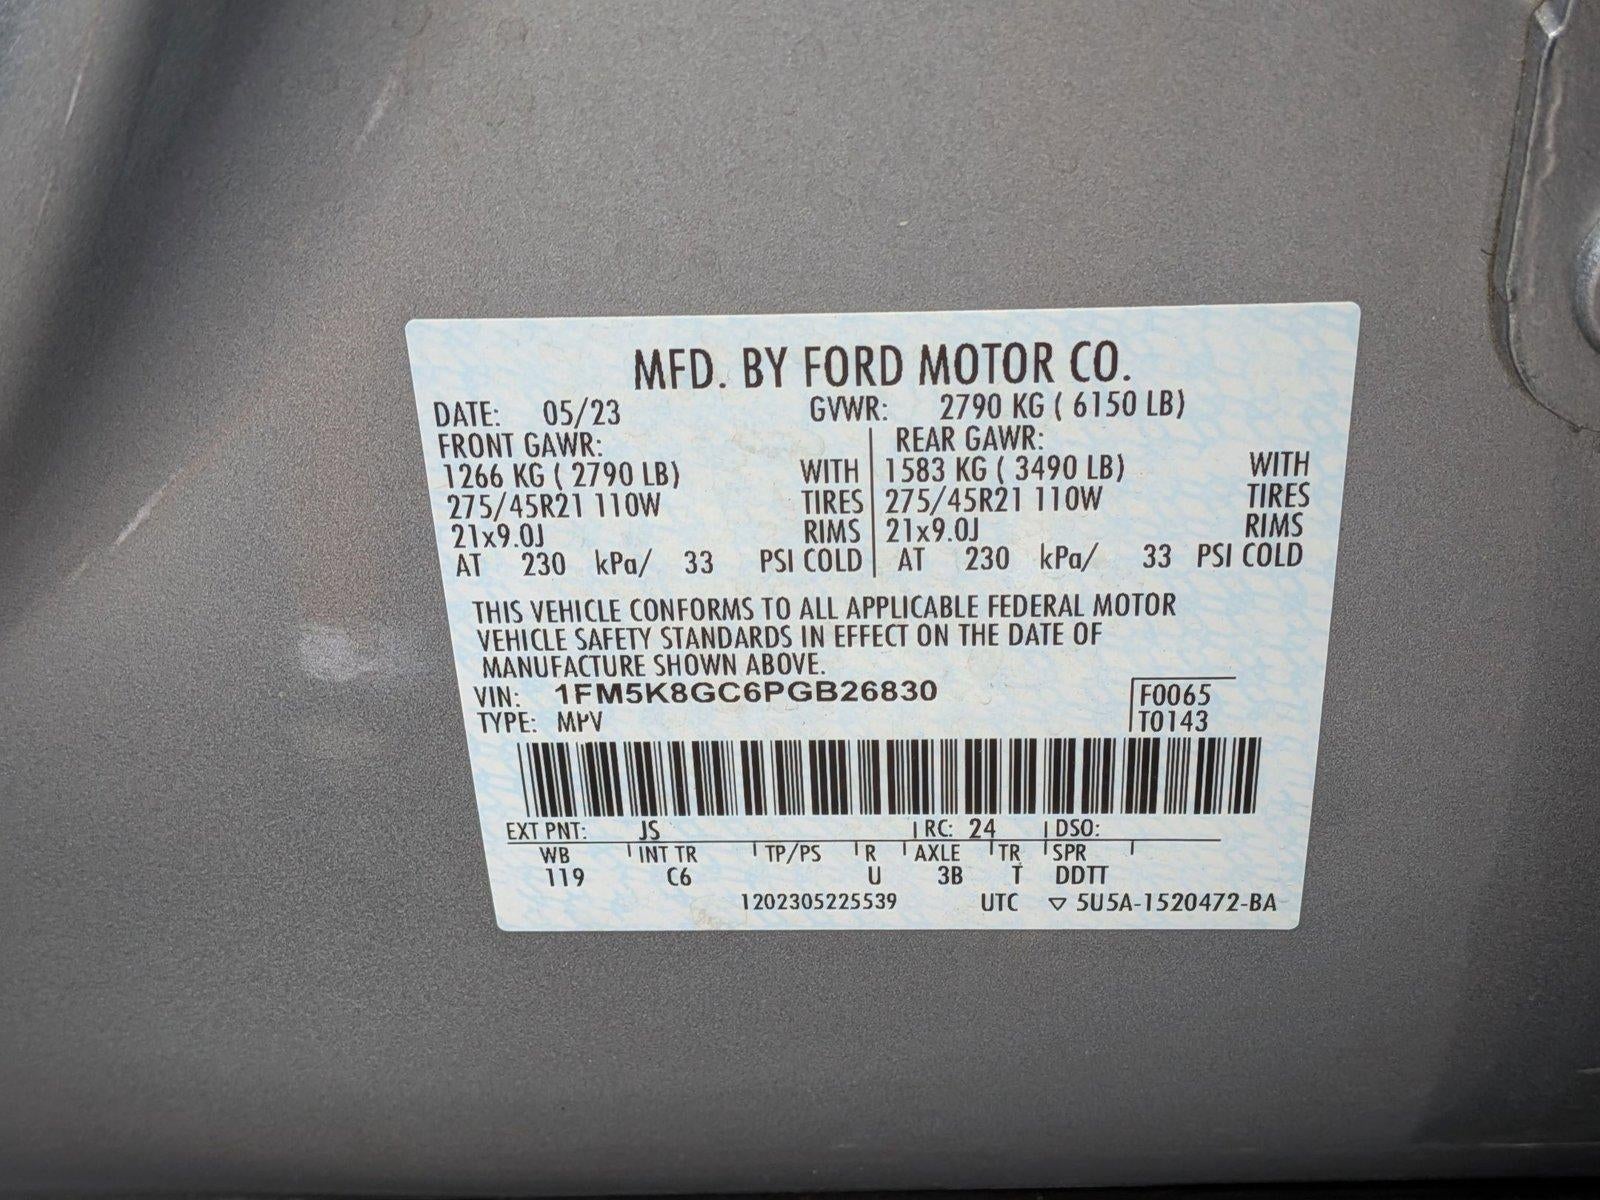 MFD. BY FORD MOTOR CO.
DATE: 05/23 GVWR: 2790 KG ( 6150 LB)
FRONT GAWR: REAR GAWR:
1266 KG ( 2790 LB) WITH 1583 KG ( 3490 LB) WITH
275/45R21 110W TIRES 275/45R21 110W TIRES
21x9.0J RIMS 21x9.0J RIMS
AT 230 kPa/ 33 PSI COLD AT 230 kPa/ 33 PSI COLD
THIS VEHICLE CONFORMS TO ALL APPLICABLE FEDERAL MOTOR
VEHICLE SAFETY STANDARDS IN EFFECT ON THE DATE OF
MANUFACTURE SHOWN ABOVE.
VIN: 1FM5K8GC6PGB26830 F0065
TYPE: MPV T0143
EXT PNT: JS RC: 24 DSO:
WB INT TR TP/PS R AXLE TR SPR
119 C6 U 3B T DDTT
1202305225539 UTC ▽ 5U5A-1520472-BA